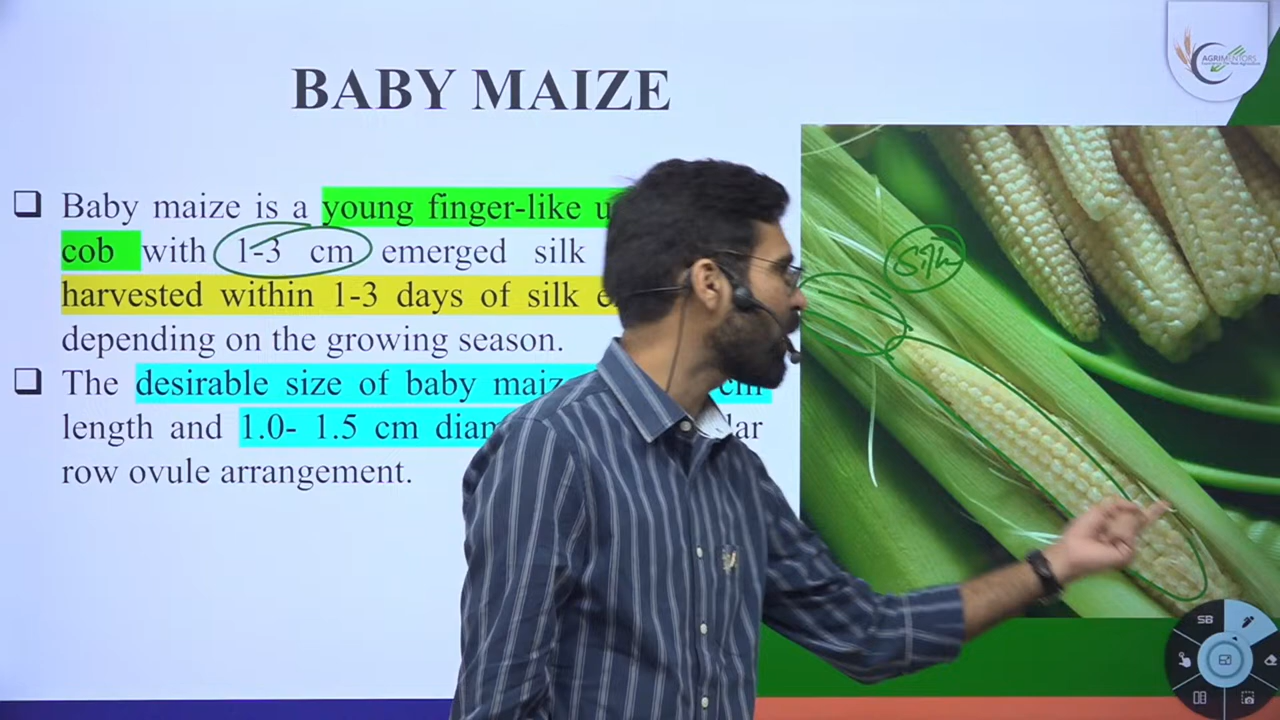 BABY MAIZE
Baby maize is a young finger-like
cob with 1-3 cm emerged silk
harvested within 1-3 days of silk
depending on the growing season.
The desirable size of baby
length and 1.0- 1.5 cm
row ovule arrangement.
silk
AGRIMENTORS
SB